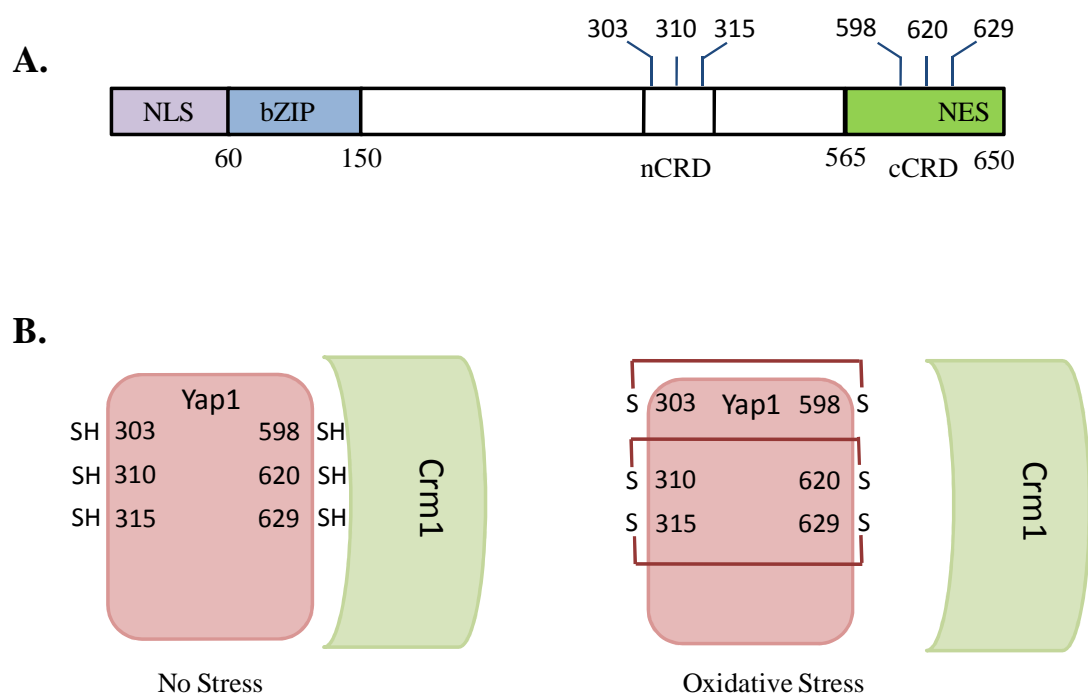 A.
303 310 315 598 620 629
NLS bZIP NES
60 150 nCRD 565 cCRD 650
B.
Yap1
SH 303 598 SH
SH 310 620 SH
SH 315 629 SH
Crm1
No Stress
S 303 Yap1 598 S
S 310 620 S
S 315 629 S
Crm1
Oxidative Stress